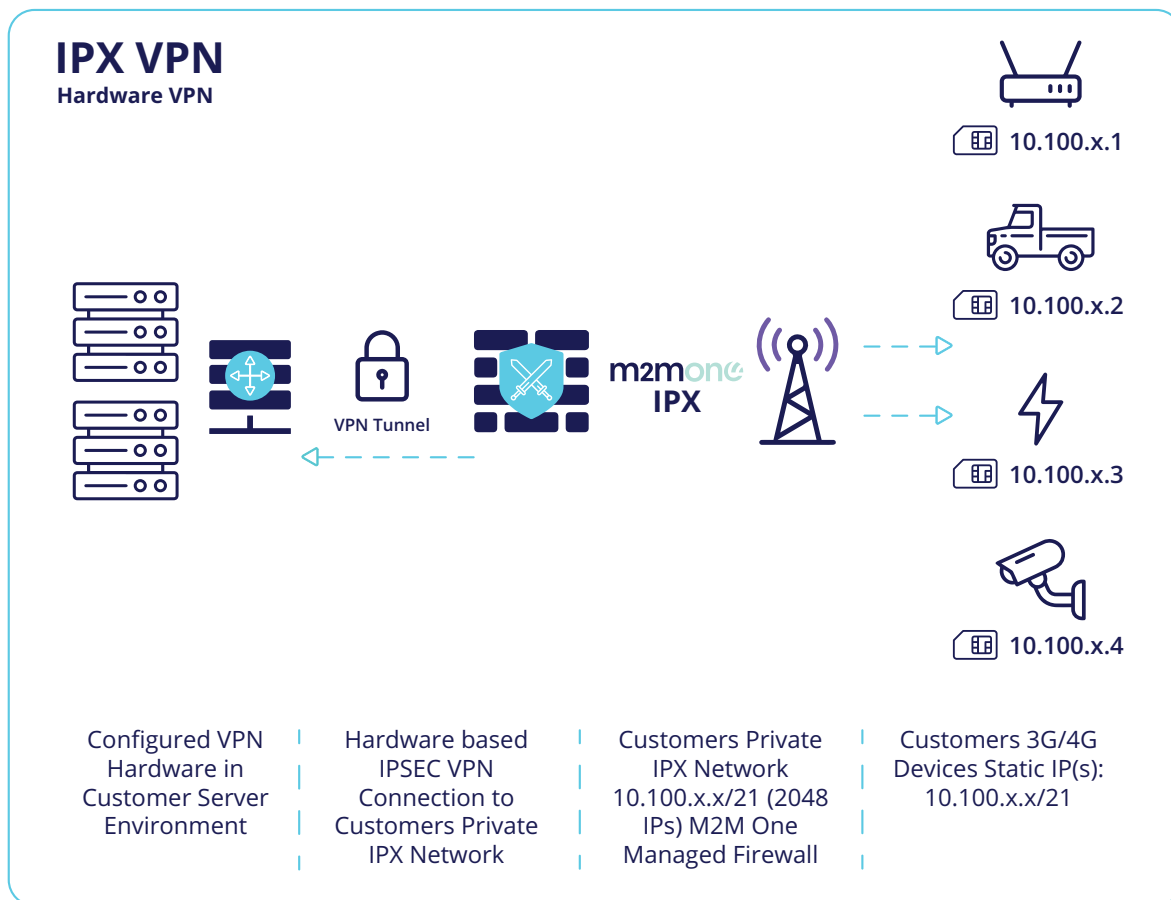 IPX VPN
Hardware VPN
10.100.x.1
10.100.x.2
VPN Tunnel
m2mone
IPX
10.100.x.3
10.100.x.4
Configured VPN
Hardware in
Customer Server
Environment
Hardware based
IPSEC VPN
Connection to
Customers Private
IPX Network
Customers Private
IPX Network
10.100.x.x/21 (2048
IPs) M2M One
Managed Firewall
Customers 3G/4G
Devices Static IP(s):
10.100.x.x/21